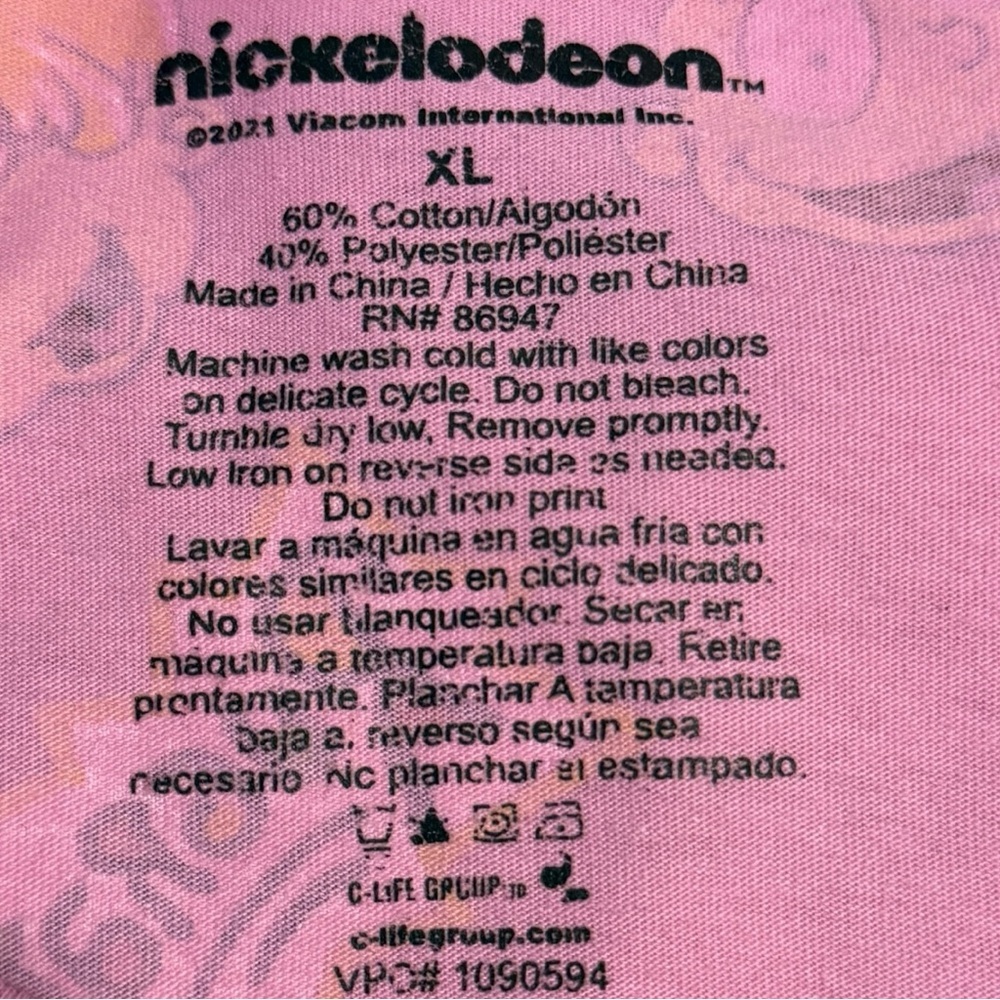 nickelodeon™
©2021 Viacom International Inc.
XL
60% Cotton/Algodón
40% Polyester/Poliéster
Made in China / Hecho en China
RN# 86947
Machine wash cold with like colors
on delicate cycle. Do not bleach.
Tumble dry low, Remove promptly.
Low Iron on reverse side as needed.
Do not iron print
Lavar a máquina en agua fría con
colores similares en ciclo delicado.
No usar blanqueador. Secar en
máquina a temperatura baja. Retire
prontamente. Planchar A temperatura
baja al reverso según sea
necesario No planchar el estampado.
C-LIFE GROUP LTD
c-lifegroup.com
VPO# 1090594